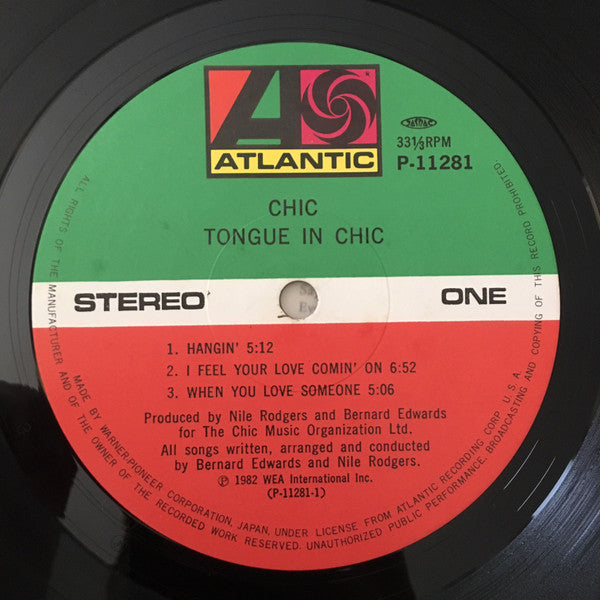 ATLANTIC
JASRAC
33⅓RPM
P-11281
CHIC
TONGUE IN CHIC
STEREO
ONE
1. HANGIN' 5:12
2. I FEEL YOUR LOVE COMIN' ON 6:52
3. WHEN YOU LOVE SOMEONE 5:06
Produced by Nile Rodgers and Bernard Edwards
for The Chic Music Organization Ltd.
All songs written, arranged and conducted
by Bernard Edwards and Nile Rodgers.
℗ 1982 WEA International Inc.
(P-11281-1)
MADE BY WARNER-PIONEER CORPORATION, JAPAN, UNDER LICENSE FROM ATLANTIC RECORDING CORP. U.S.A.
ALL RIGHTS OF THE MANUFACTURER AND OF THE OWNER OF THE RECORDED WORK RESERVED. UNAUTHORIZED PUBLIC PERFORMANCE, BROADCASTING AND COPYING OF THIS RECORD PROHIBITED.